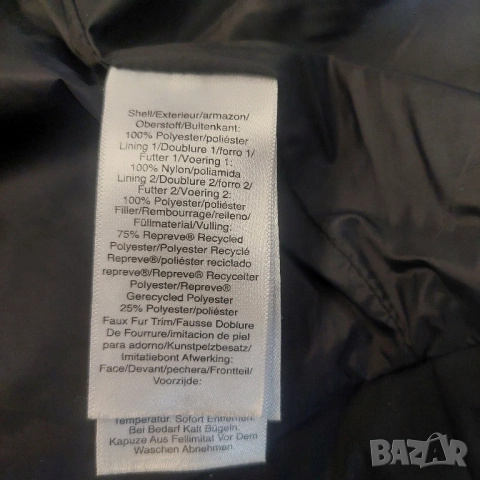 Shell/Exterieur/armazon/
Oberstoff/Buitenkant:
100% Polyester/poliéster
Lining 1/Doublure 1/forro 1/
Futter 1/Voering 1:
100% Nylon/poliamida
Lining 2/Doublure 2/forro 2/
Futter 2/Voering 2:
100% Polyester/poliéster
Filler/Rembourrage/reileno/
Füllmaterial/Vulling:
75% Repreve® Recycled
Polyester/Polyester Recyclé
Repreve®/poliéster reciclado
repreve®/Repreve® Recycelter
Polyester/Repreve®
Gerecycled Polyester
25% Polyester/poliéster
Faux Fur Trim/Fausse Doublure
De Fourrure/imitacion de piel
para adorno/Kunstpelzbesatz/
Imitatiebont Afwerking:
Face/Devant/pechera/Frontteil/
Voorzijde:
Temperatur. Sofort Entfernen.
Bei Bedarf Kalt Bügeln.
Kapuze Aus Fellimitat Vor Dem
Waschen Abnehmen.
BAZAR